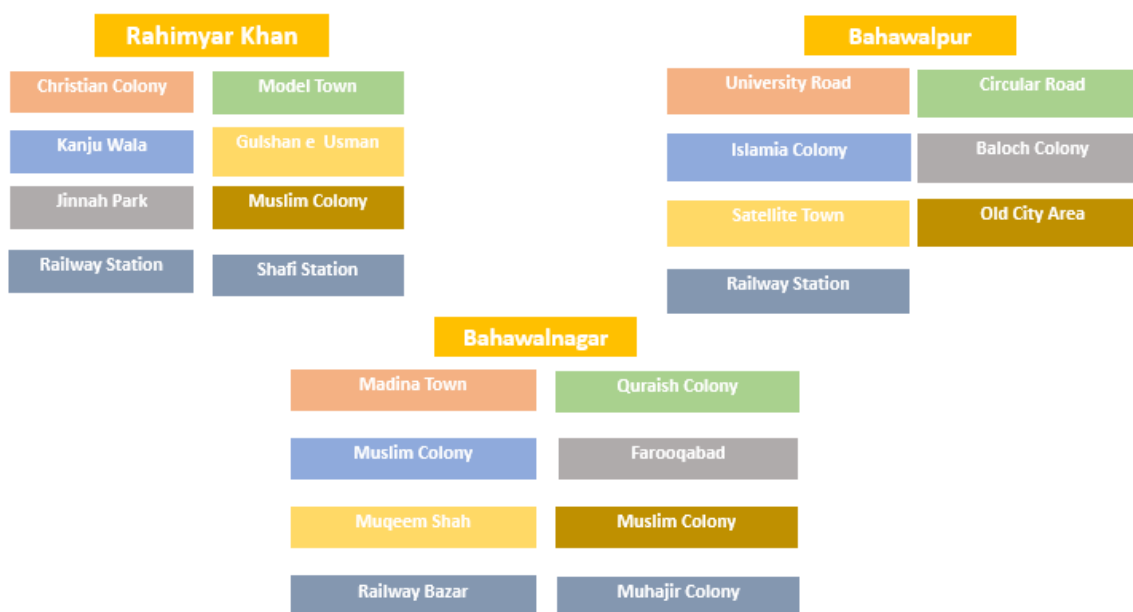 Rahimyar Khan
Christian Colony
Model Town
Kanju Wala
Gulshan e Usman
Jinnah Park
Muslim Colony
Railway Station
Shafi Station
Bahawalpur
University Road
Circular Road
Islamia Colony
Baloch Colony
Satellite Town
Old City Area
Railway Station
Bahawalnagar
Madina Town
Quraish Colony
Muslim Colony
Farooqabad
Muqeem Shah
Muslim Colony
Railway Bazar
Muhajir Colony